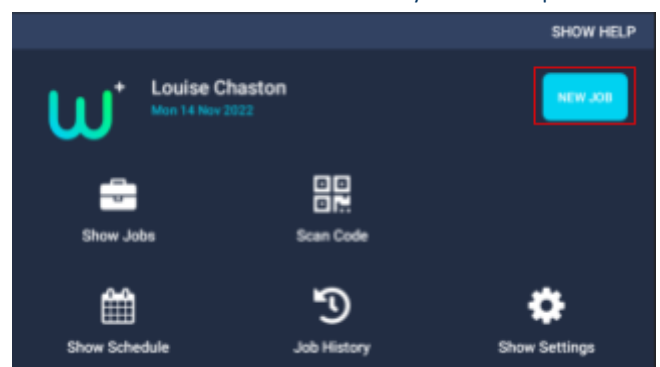 SHOW HELP
Louise Chaston
Mon 14 Nov 2022
NEW JOB
Show Jobs
Scan Code
Show Schedule
Job History
Show Settings